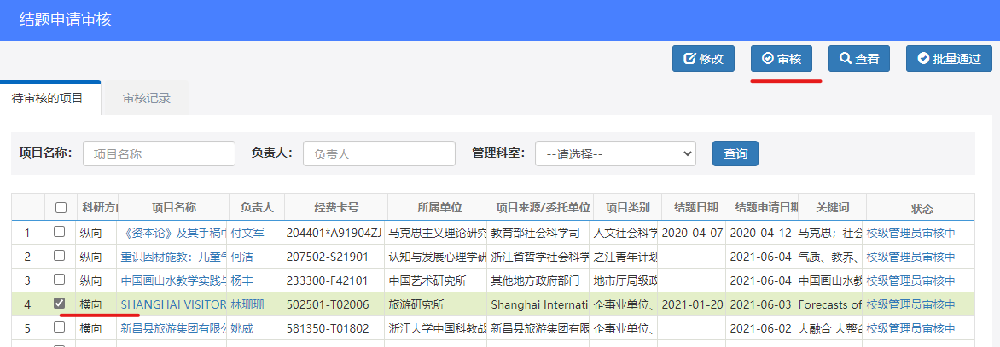 结题申请审核
修改 审核 查看 批量通过
待审核的项目 审核记录
项目名称： 项目名称 负责人： 负责人 管理科室： --请选择-- 查询
科研方向 项目名称 负责人 经费卡号 所属单位 项目来源/委托单位 项目类别 结题日期 结题申请日期 关键词 状态
1 纵向 《资本论》及其手稿中 付文军 204401*A91904ZJ 马克思主义理论研究 教育部社会科学司 人文社会科学 2020-04-07 2020-04-12 马克思；社会 校级管理员审核中
2 纵向 重识因材施教：儿童气 何洁 207502-S21901 认知与发展心理学研 浙江省哲学社会科学 之江青年计划 2021-06-04 气质、教养、 校级管理员审核中
3 纵向 中国画山水教学实践与 杨丰 233300-F42101 中国艺术研究所 其他地方政府部门 地市厅局级政 2021-06-04 中国画山水教 校级管理员审核中
4 横向 SHANGHAI VISITOR 林珊珊 502501-T02006 旅游研究所 Shanghai Internati 企事业单位、 2021-01-20 2021-06-03 Forecasts of 校级管理员审核中
5 横向 新昌县旅游集团有限公 姚威 581350-T01802 浙江大学中国科教战 新昌县旅游集团有限 企事业单位、 2021-06-02 大融合 大整合 校级管理员审核中